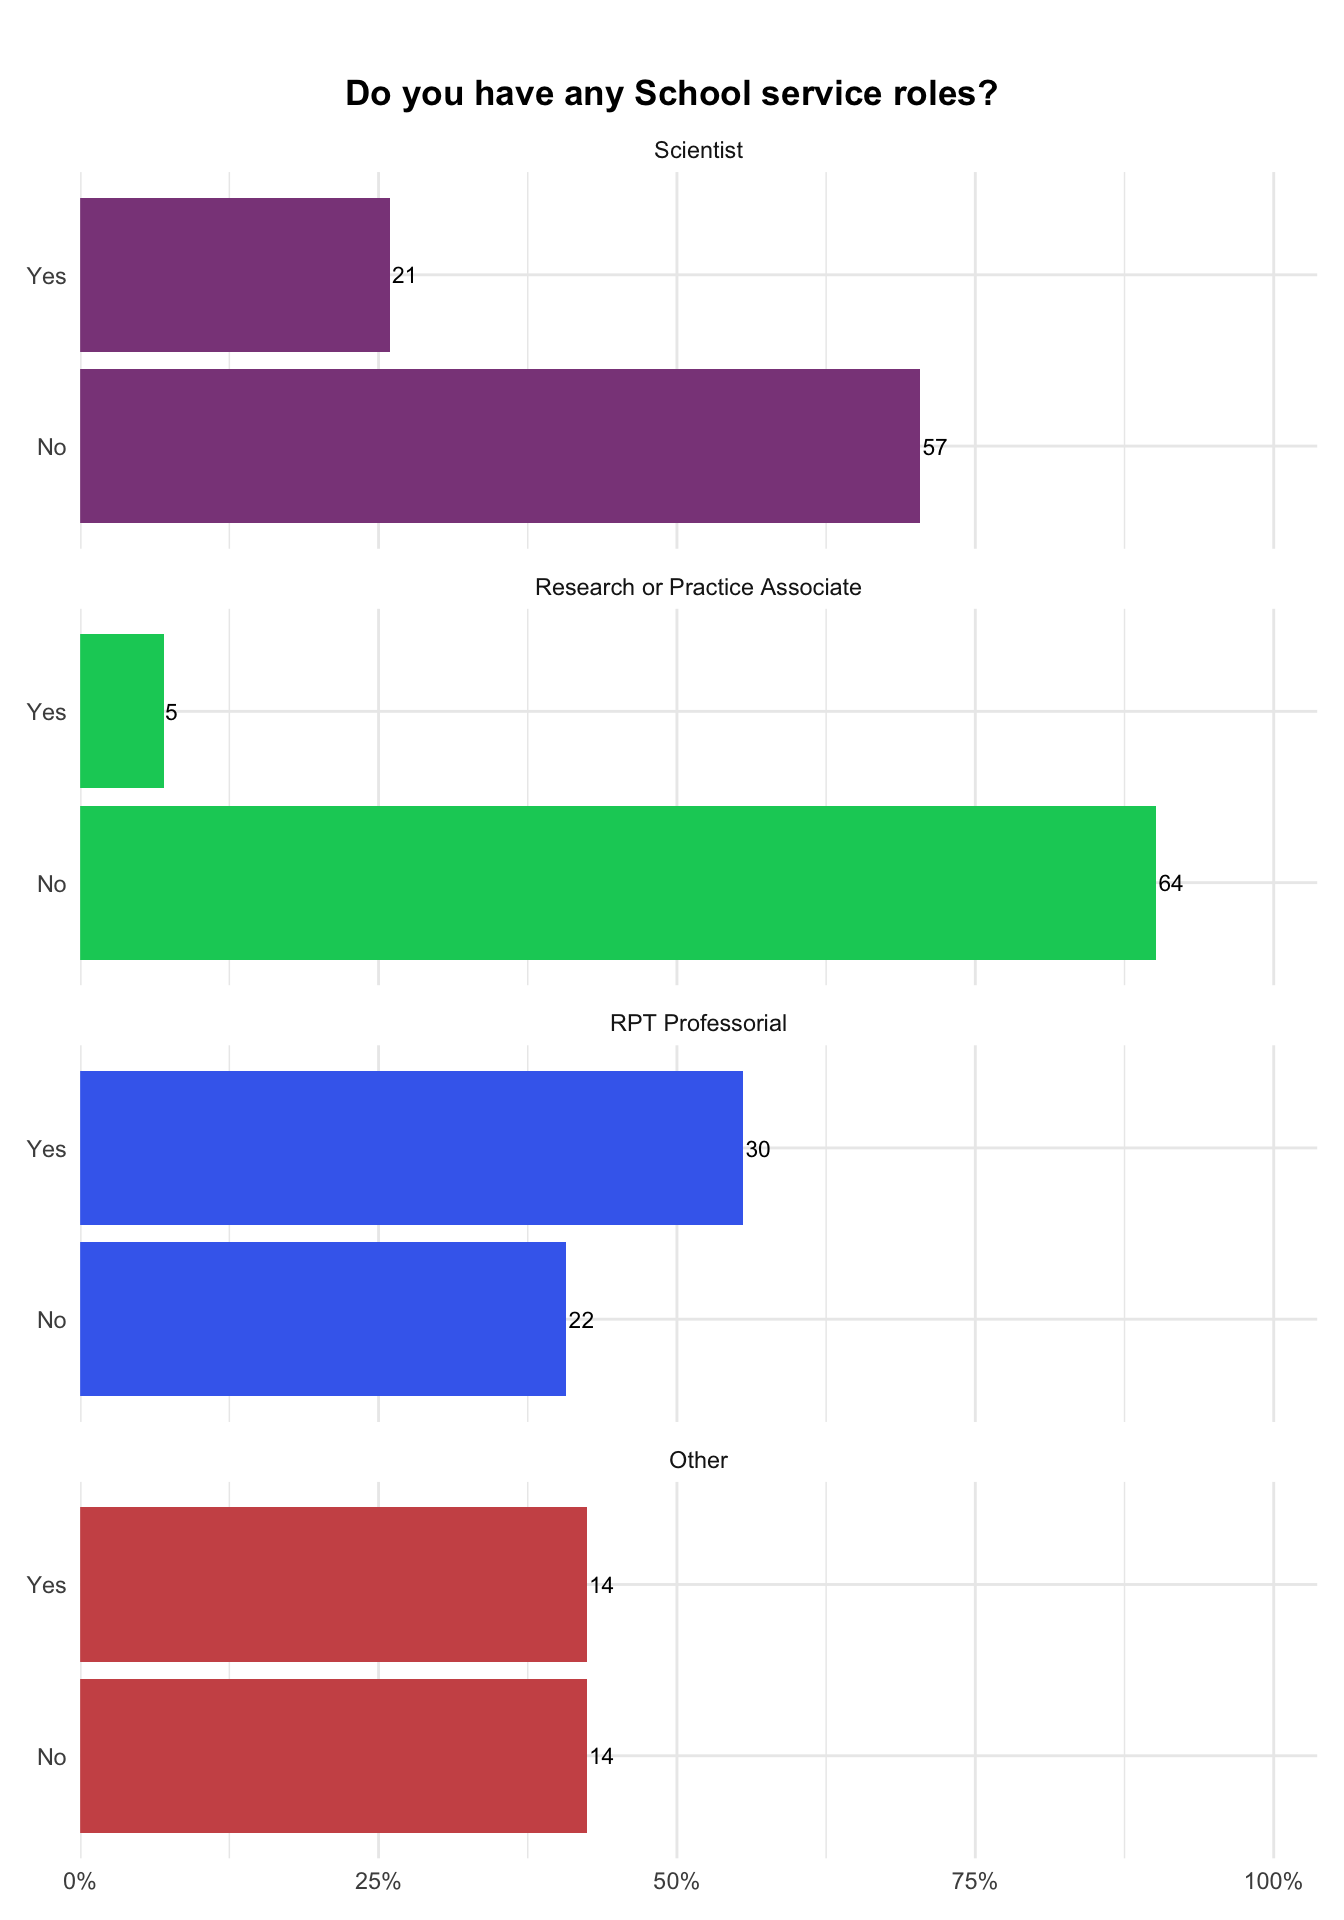 Do you have any School service roles?
Scientist
Yes
21
No
57
Research or Practice Associate
Yes
5
No
64
RPT Professorial
Yes
30
No
22
Other
Yes
14
No
14
0% 25% 50% 75% 100%